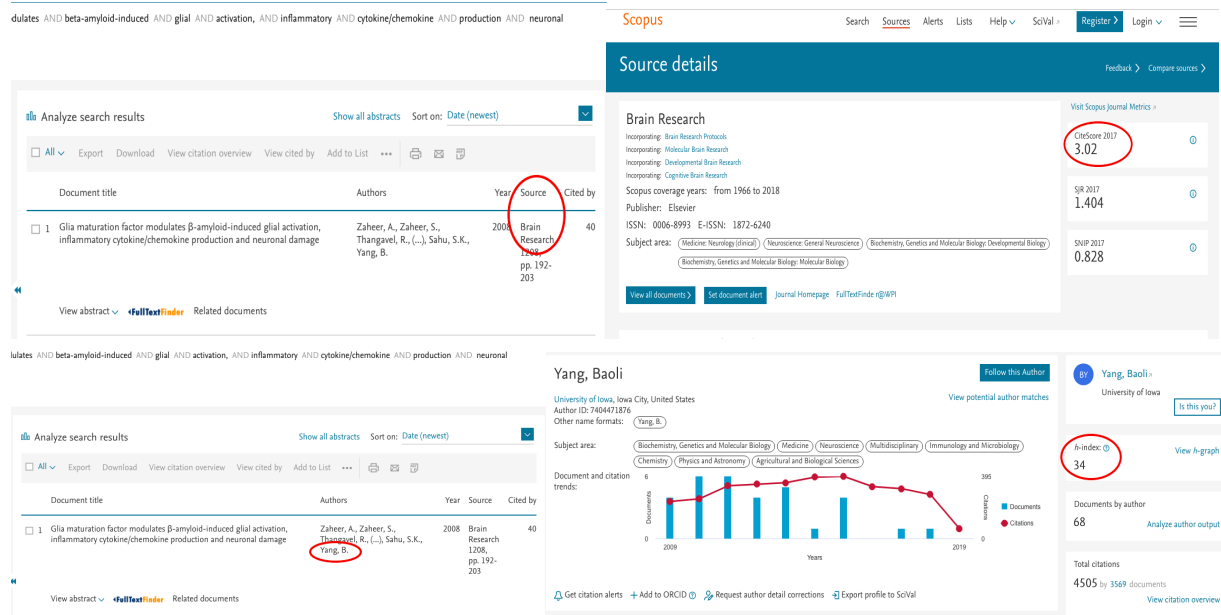 dulates AND beta-amyloid-induced AND glial AND activation, AND inflammatory AND cytokine/chemokine AND production AND neuronal
Analyze search results
Show all abstracts Sort on: Date (newest)
All Export Download View citation overview View cited by Add to List •••
Document title Authors Year Source Cited by
1 Glia maturation factor modulates β-amyloid-induced glial activation, Zaheer, A., Zaheer, S., 2008 Brain 40
inflammatory cytokine/chemokine production and neuronal damage Thangavel, R., (...), Sahu, S.K., Research
Yang, B. 1208,
pp. 192-
203
View abstract FullTextFinder Related documents
Scopus Search Sources Alerts Lists Help SciVal Register > Login
Source details
Feedback > Compare sources >
Brain Research
Incorporating: Brain Research Protocols
Incorporating: Molecular Brain Research
Incorporating: Developmental Brain Research
Incorporating: Cognitive Brain Research
Scopus coverage years: from 1966 to 2018
Publisher: Elsevier
ISSN: 0006-8993 E-ISSN: 1872-6240
Subject area: Medicine: Neurology (clinical) Neuroscience: General Neuroscience Biochemistry, Genetics and Molecular Biology: Developmental Biology
Biochemistry, Genetics and Molecular Biology: Molecular Biology
View all documents > Set document alert Journal Homepage FullTextFinde r@WPI
Visit Scopus Journal Metrics
CiteScore 2017
3.02
SJR 2017
1.404
SNIP 2017
0.828
lulates AND beta-amyloid-induced AND glial AND activation, AND inflammatory AND cytokine/chemokine AND production AND neuronal
Analyze search results
Show all abstracts Sort on: Date (newest)
All Export Download View citation overview View cited by Add to List •••
Document title Authors Year Source Cited by
1 Glia maturation factor modulates β-amyloid-induced glial activation, Zaheer, A., Zaheer, S., 2008 Brain 40
inflammatory cytokine/chemokine production and neuronal damage Thangavel, R., (...), Sahu, S.K., Research
Yang, B. 1208,
pp. 192-
203
View abstract FullTextFinder Related documents
Yang, Baoli
Follow this Author
University of Iowa, Iowa City, United States
View potential author matches
Author ID: 7404471876
Other name formats: Yang, B.
Subject area: Biochemistry, Genetics and Molecular Biology Medicine Neuroscience Multidisciplinary Immunology and Microbiology
Chemistry Physics and Astronomy Agricultural and Biological Sciences
Document and citation
trends:
6 395
Documents
Citations
0 0
2009 2019
Years
Documents
Citations
Get citation alerts + Add to ORCID Request author detail corrections Export profile to SciVal
BY Yang, Baoli
University of Iowa
Is this you?
h-index:
34
View h-graph
Documents by author
68
Analyze author output
Total citations
4505 by 3569 documents
View citation overview